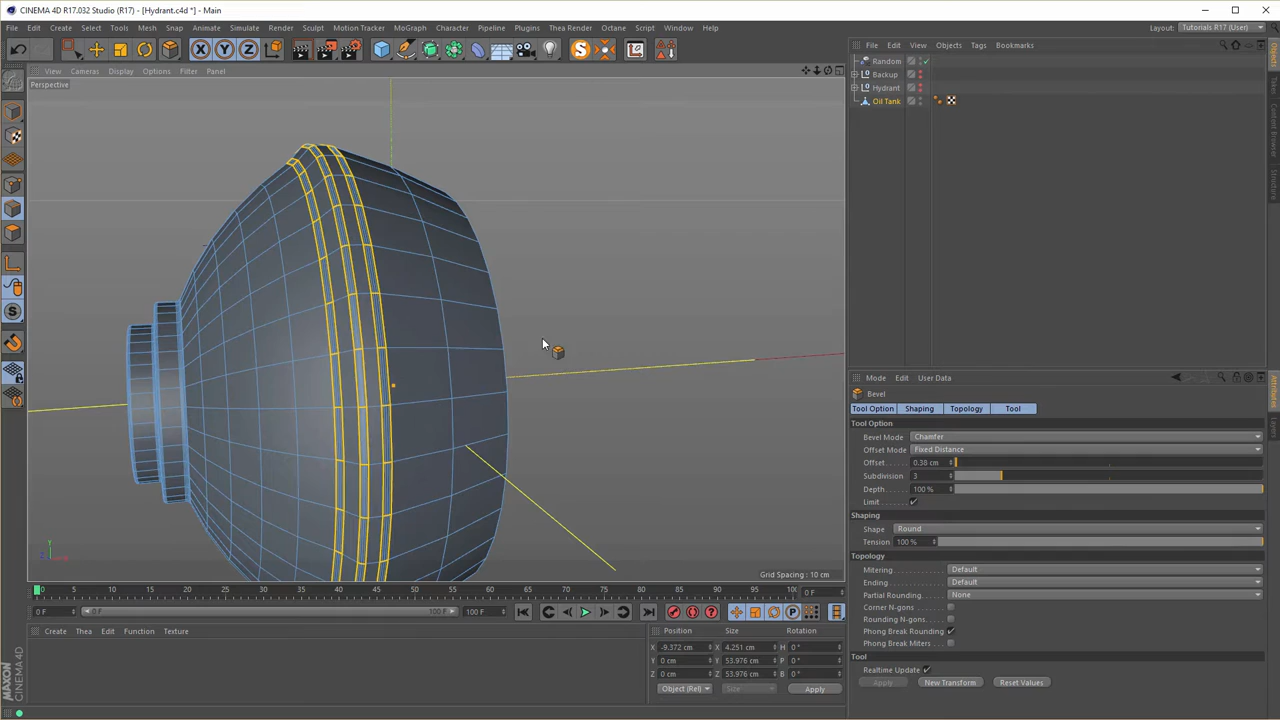 CINEMA 4D R17.032 Studio (R17) - [Hydrant.c4d *] - Main
File Edit Create Select Tools Mesh Snap Animate Simulate Render Sculpt Motion Tracker MoGraph Character Pipeline Plugins Thea Render Octane Script Window Help
Layout: Tutorials R17 (User)
File Edit View Objects Tags Bookmarks
View Cameras Display Options Filter Panel
Perspective
Random
Backup
Hydrant
Oil Tank
Objects
Takes
Content Browser
Structure
Grid Spacing : 10 cm
Mode Edit User Data
Attributes
Layers
Bevel
Tool Option Shaping Topology Tool
Tool Option
Bevel Mode Chamfer
Offset Mode Fixed Distance
Offset 0.38 cm
Subdivision 3
Depth 100 %
Limit
Shaping
Shape Round
Tension 100 %
Topology
Mitering Default
Ending Default
Partial Rounding None
Corner N-gons
Rounding N-gons
Phong Break Rounding
Phong Break Miters
Tool
Realtime Update
Apply New Transform Reset Values
0 5 10 15 20 25 30 35 40 45 50 55 60 65 70 75 80 85 90 95 100 0 F
0 F 0 F 100 F 100 F
Create Thea Edit Function Texture
Position Size Rotation
X -9.372 cm X 4.251 cm H 0 °
Y 0 cm Y 53.976 cm P 0 °
Z 0 cm Z 53.976 cm B 0 °
Object (Rel) Size Apply
MAXON
CINEMA 4D